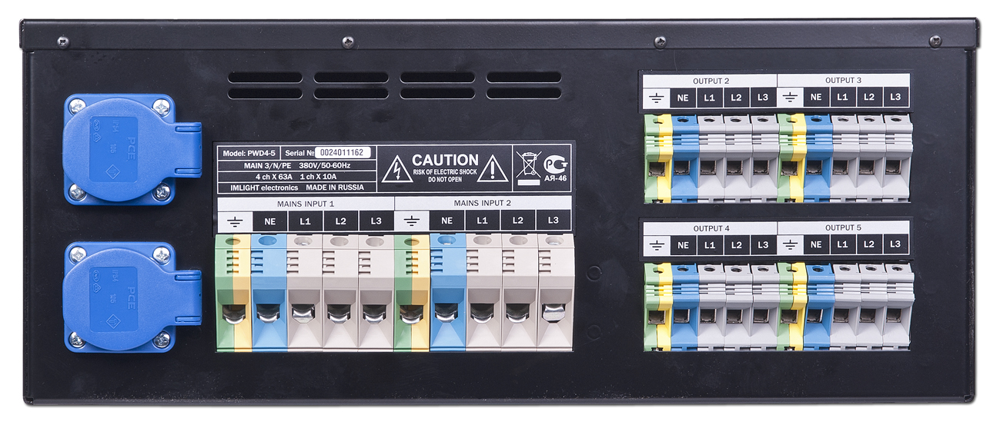 OUTPUT 2 OUTPUT 3
NE L1 L2 L3 NE L1 L2 L3
IP54
PCE
Model: PWD4-5 Serial № 0024011162
MAIN 3/N/PE 380V/50-60Hz
4 ch X 63A 1 ch X 10A
IMLIGHT electronics MADE IN RUSSIA
CAUTION
RISK OF ELECTRIC SHOCK
DO NOT OPEN
АЯ-46
MAINS INPUT 1 MAINS INPUT 2
NE L1 L2 L3 NE L1 L2 L3
OUTPUT 4 OUTPUT 5
NE L1 L2 L3 NE L1 L2 L3
IP54
PCE